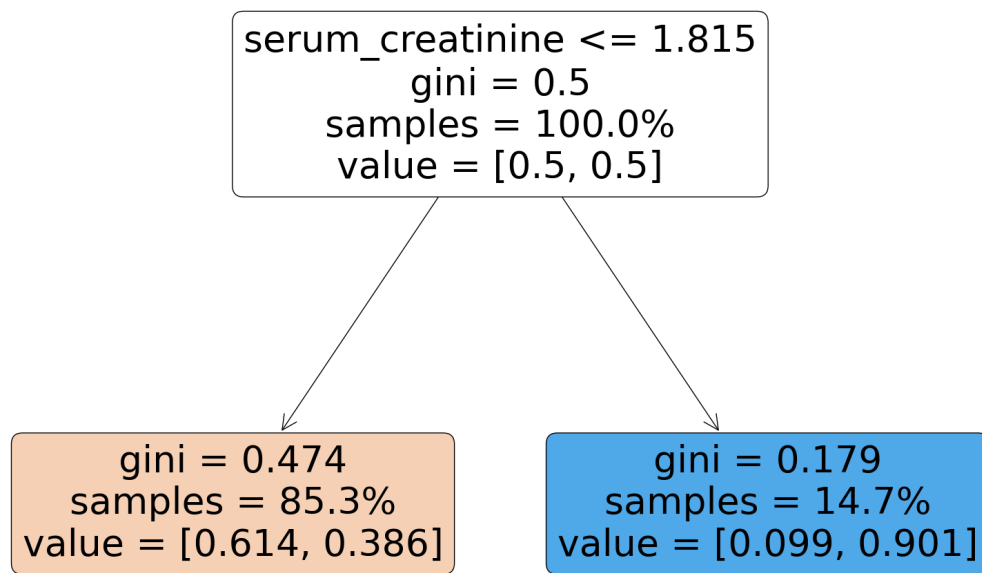 serum_creatinine <= 1.815
gini = 0.5
samples = 100.0%
value = [0.5, 0.5]
gini = 0.474
samples = 85.3%
value = [0.614, 0.386]
gini = 0.179
samples = 14.7%
value = [0.099, 0.901]